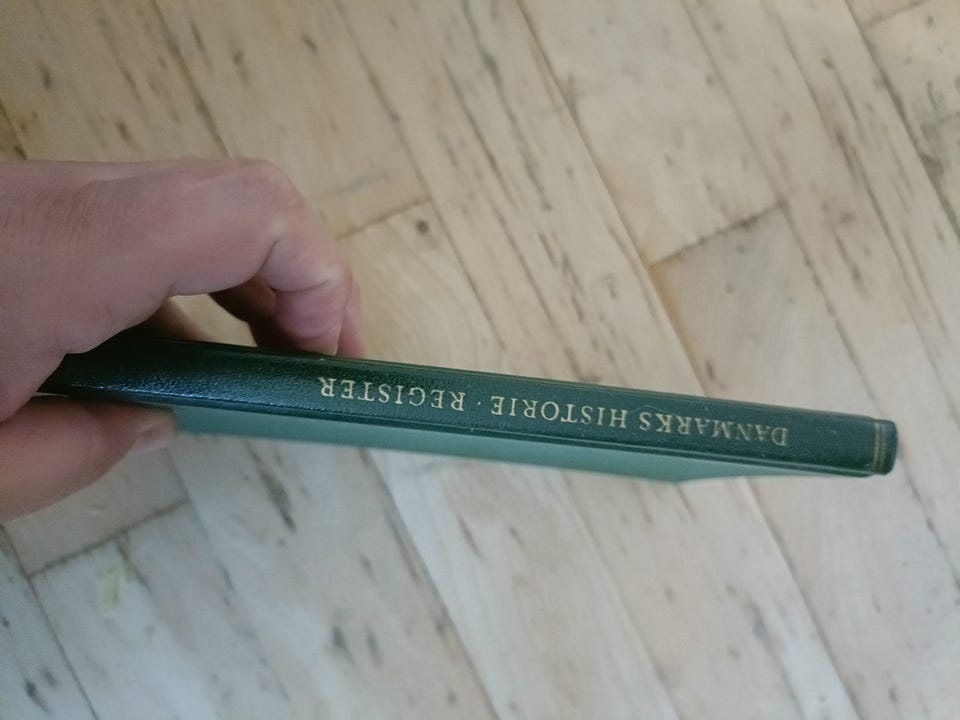 DANMARKS HISTORIE · REGISTER